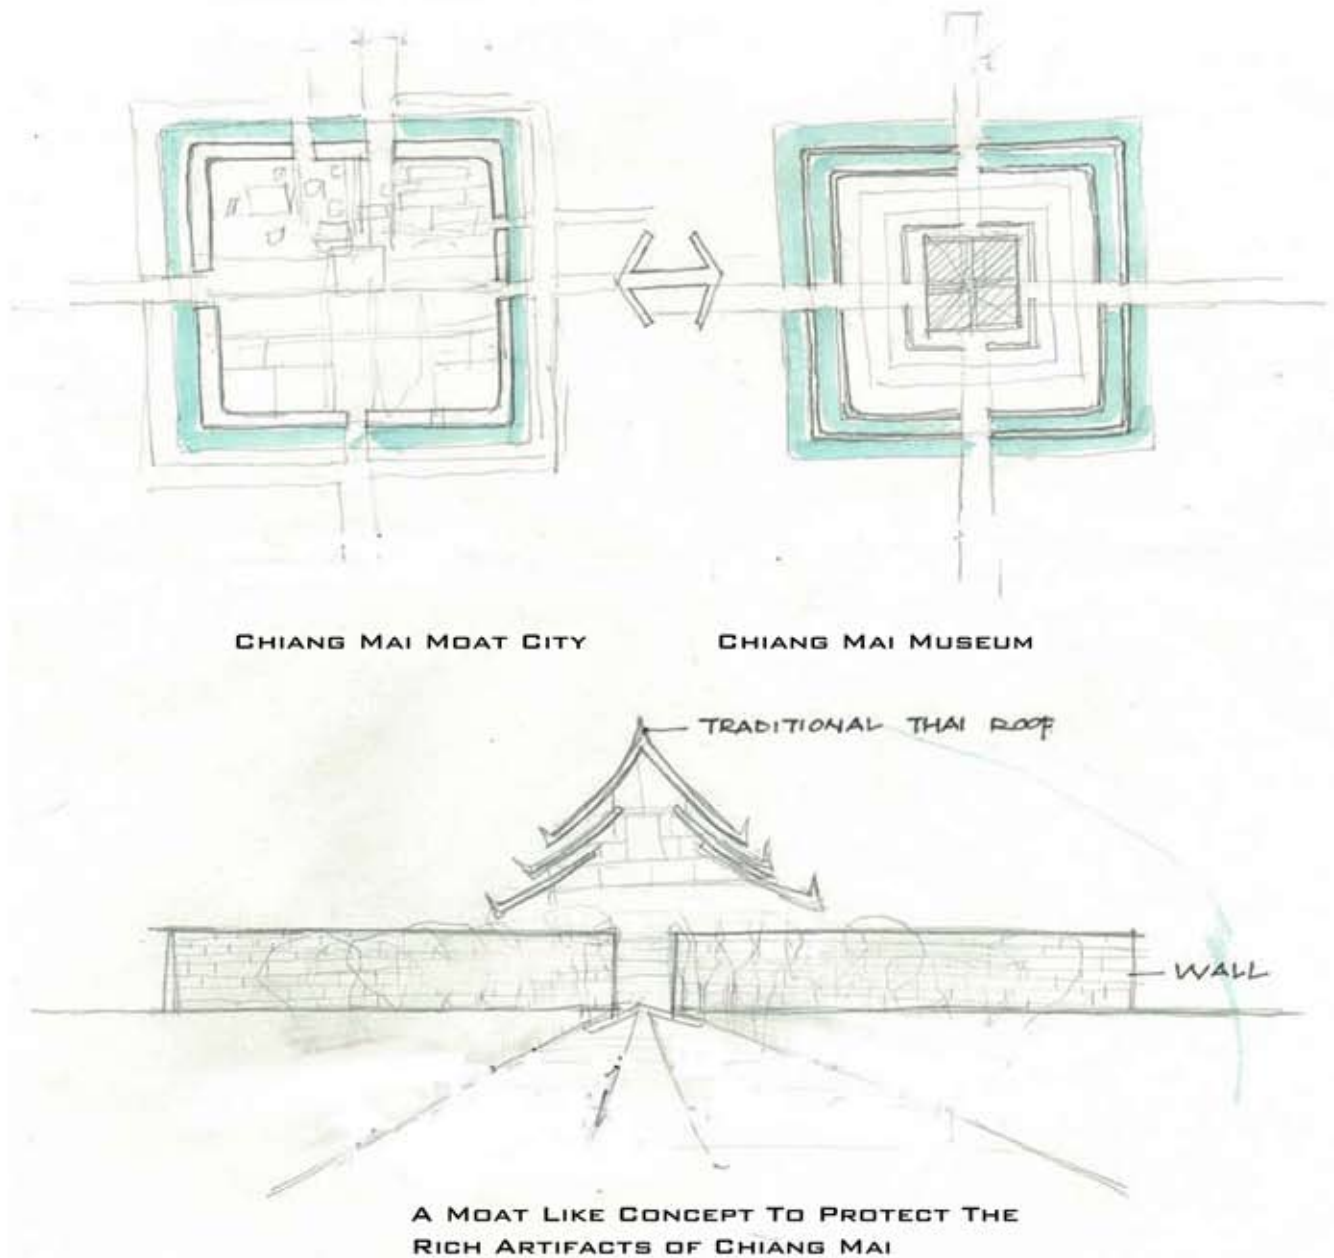 CHIANG MAI MOAT CITY
CHIANG MAI MUSEUM
TRADITIONAL THAI ROOF
WALL
A MOAT LIKE CONCEPT TO PROTECT THE
RICH ARTIFACTS OF CHIANG MAI